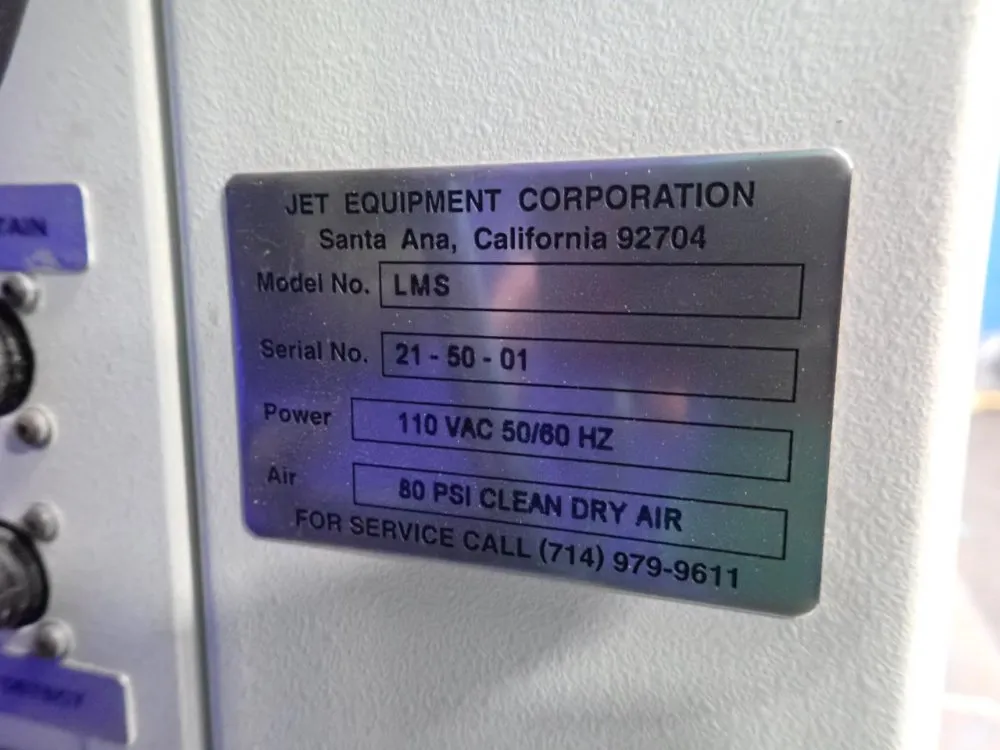 JET EQUIPMENT CORPORATION
Santa Ana, California 92704
Model No. LMS
Serial No. 21 - 50 - 01
Power 110 VAC 50/60 HZ
Air 80 PSI CLEAN DRY AIR
FOR SERVICE CALL (714) 979-9611